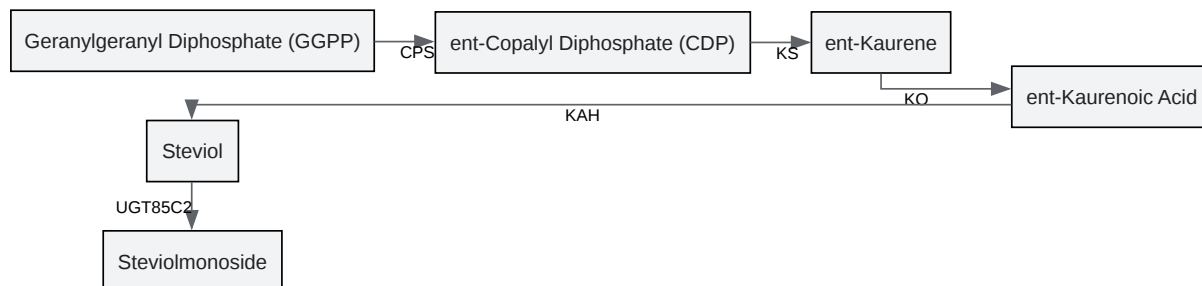 Geranylgeranyl Diphosphate (GGPP)
CPS
ent-Copalyl Diphosphate (CDP)
KS
ent-Kaurene
KO
ent-Kaurenoic Acid
KAH
Steviol
UGT85C2
Steviolmonoside